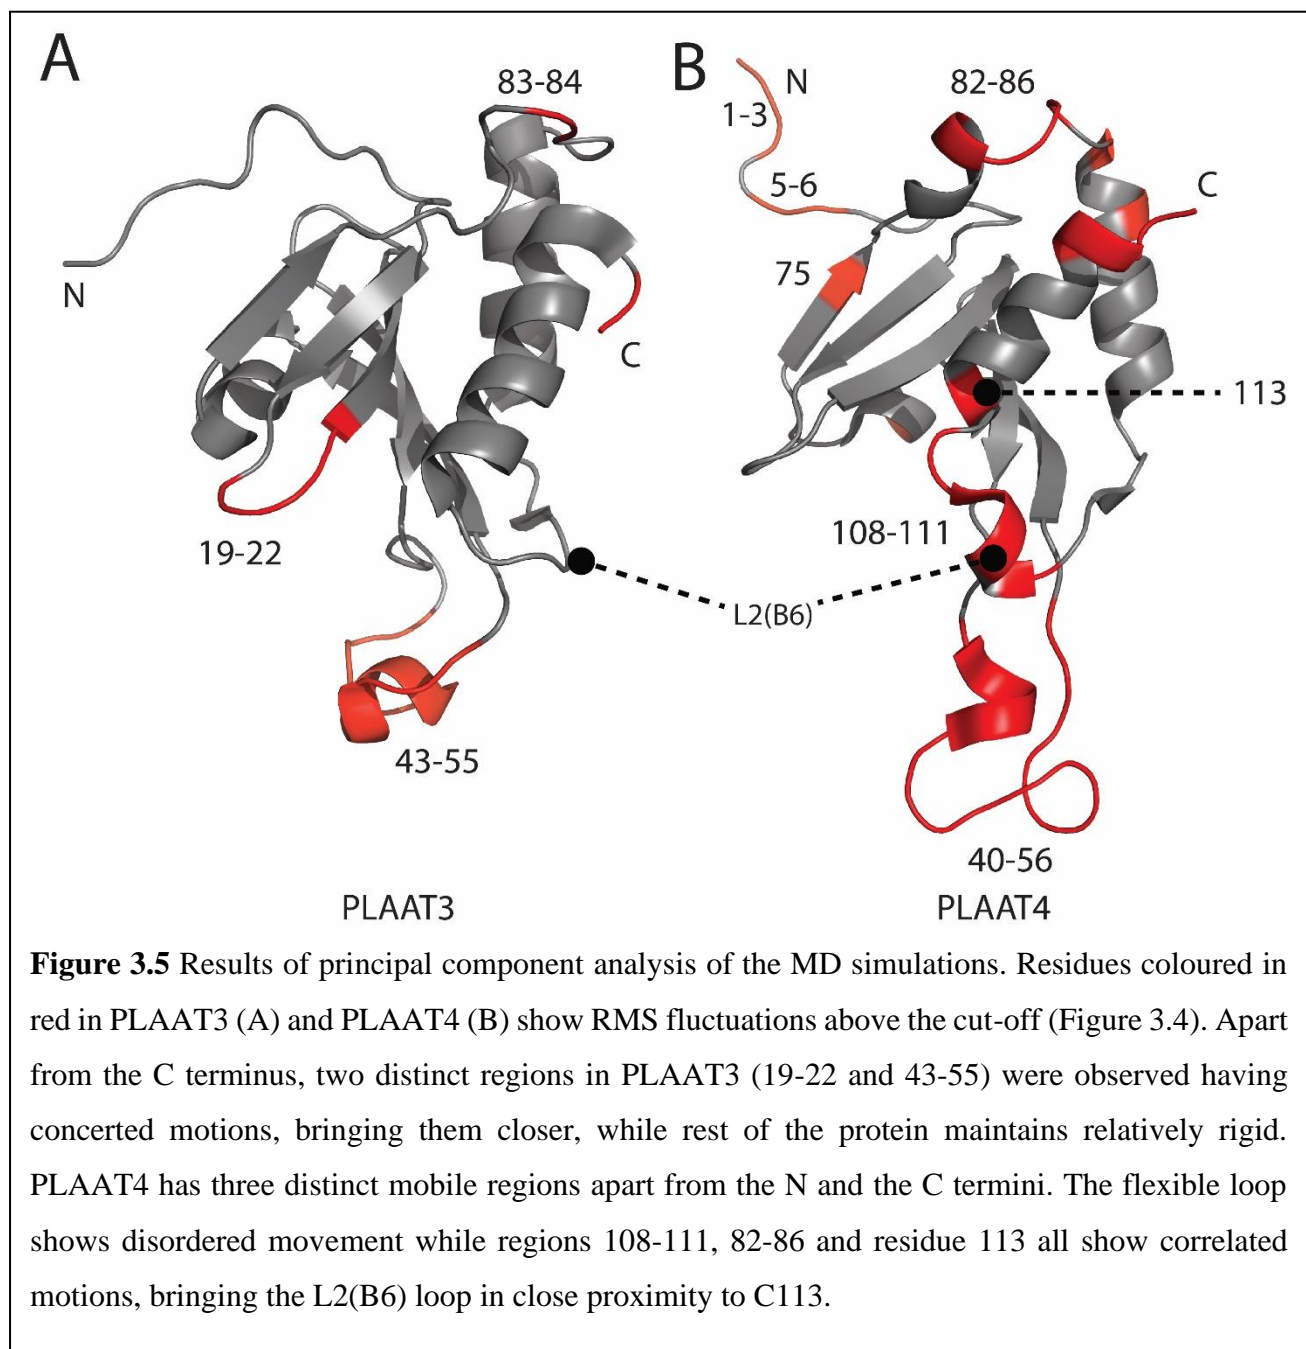 A
B
83-84
82-86
N
1-3
5-6
C
75
N
C
113
19-22
108-111
L2(B6)
43-55
40-56
PLAAT3
PLAAT4
Figure 3.5 Results of principal component analysis of the MD simulations. Residues coloured in
red in PLAAT3 (A) and PLAAT4 (B) show RMS fluctuations above the cut-off (Figure 3.4). Apart
from the C terminus, two distinct regions in PLAAT3 (19-22 and 43-55) were observed having
concerted motions, bringing them closer, while rest of the protein maintains relatively rigid.
PLAAT4 has three distinct mobile regions apart from the N and the C termini. The flexible loop
shows disordered movement while regions 108-111, 82-86 and residue 113 all show correlated
motions, bringing the L2(B6) loop in close proximity to C113.